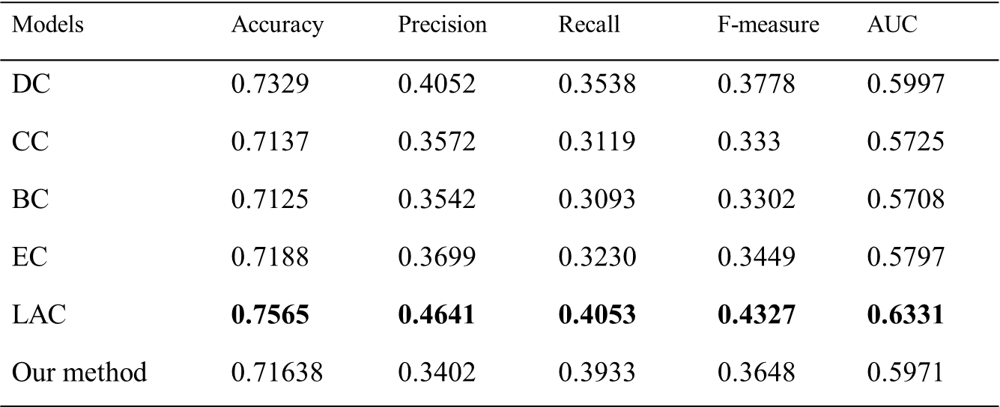 Models Accuracy Precision Recall F-measure AUC
DC 0.7329 0.4052 0.3538 0.3778 0.5997
CC 0.7137 0.3572 0.3119 0.333 0.5725
BC 0.7125 0.3542 0.3093 0.3302 0.5708
EC 0.7188 0.3699 0.3230 0.3449 0.5797
LAC 0.7565 0.4641 0.4053 0.4327 0.6331
Our method 0.71638 0.3402 0.3933 0.3648 0.5971